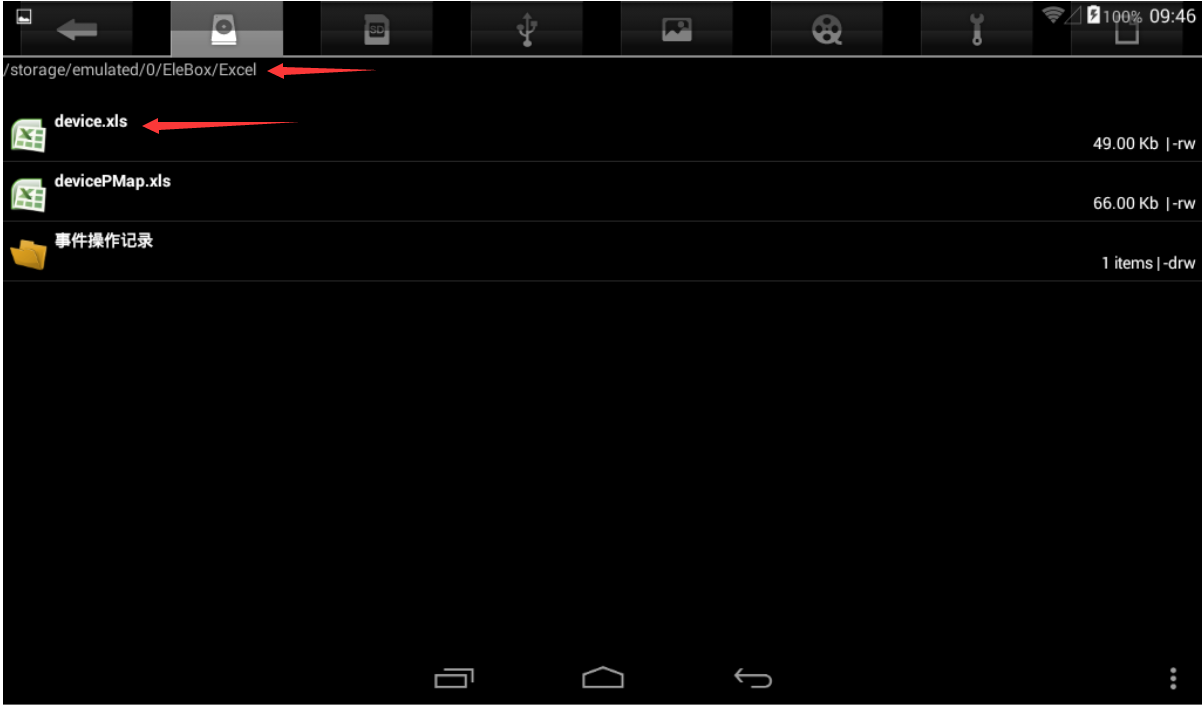 100% 09:46
SD
/storage/emulated/0/EleBox/Excel
device.xls
49.00 Kb |-rw
devicePMap.xls
66.00 Kb |-rw
事件操作记录
1 items|-drw